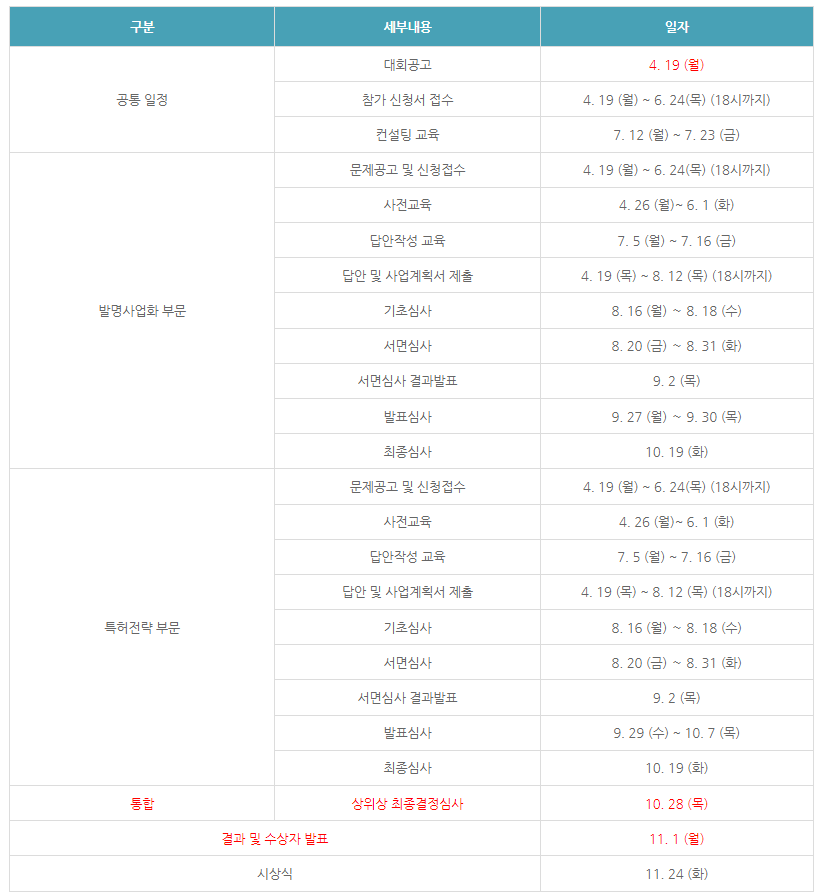 구분 세부내용 일자
공통 일정
대회공고 4. 19 (월)
참가 신청서 접수 4. 19 (월) ~ 6. 24(목) (18시까지)
컨설팅 교육 7. 12 (월) ~ 7. 23 (금)
발명사업화 부문
문제공고 및 신청접수 4. 19 (월) ~ 6. 24(목) (18시까지)
사전교육 4. 26 (월)~ 6. 1 (화)
답안작성 교육 7. 5 (월) ~ 7. 16 (금)
답안 및 사업계획서 제출 4. 19 (목) ~ 8. 12 (목) (18시까지)
기초심사 8. 16 (월) ~ 8. 18 (수)
서면심사 8. 20 (금) ~ 8. 31 (화)
서면심사 결과발표 9. 2 (목)
발표심사 9. 27 (월) ~ 9. 30 (목)
최종심사 10. 19 (화)
특허전략 부문
문제공고 및 신청접수 4. 19 (월) ~ 6. 24(목) (18시까지)
사전교육 4. 26 (월)~ 6. 1 (화)
답안작성 교육 7. 5 (월) ~ 7. 16 (금)
답안 및 사업계획서 제출 4. 19 (목) ~ 8. 12 (목) (18시까지)
기초심사 8. 16 (월) ~ 8. 18 (수)
서면심사 8. 20 (금) ~ 8. 31 (화)
서면심사 결과발표 9. 2 (목)
발표심사 9. 29 (수) ~ 10. 7 (목)
최종심사 10. 19 (화)
통합 상위상 최종결정심사 10. 28 (목)
결과 및 수상자 발표 11. 1 (월)
시상식 11. 24 (화)